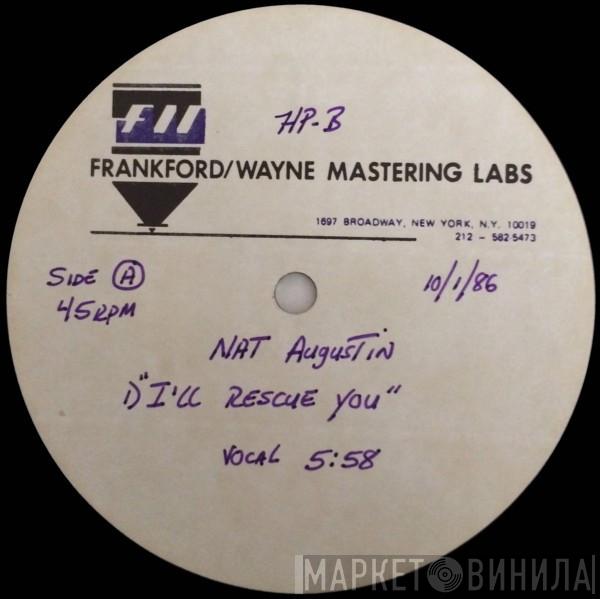 FW
HP-B
FRANKFORD/WAYNE MASTERING LABS
1697 BROADWAY, NEW YORK, N.Y. 10019
212 - 582-5473
SIDE A
10/1/86
45RPM
NAT AugusTin
1) "I'LL RESCUE YOU"
VOCAL 5:58
МАРКЕТ ВИНИЛА